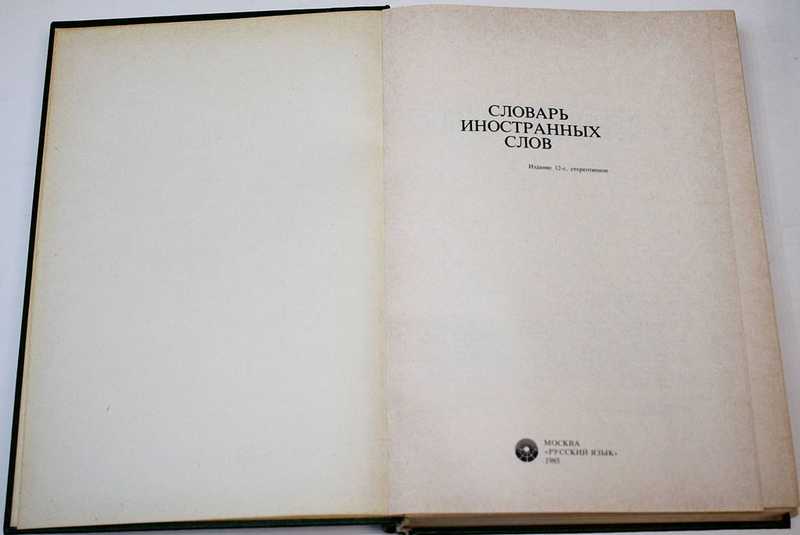 СЛОВАРЬ
ИНОСТРАННЫХ
СЛОВ
Издание 12-е, стереотипное
МОСКВА
«РУССКИЙ ЯЗЫК»
1985